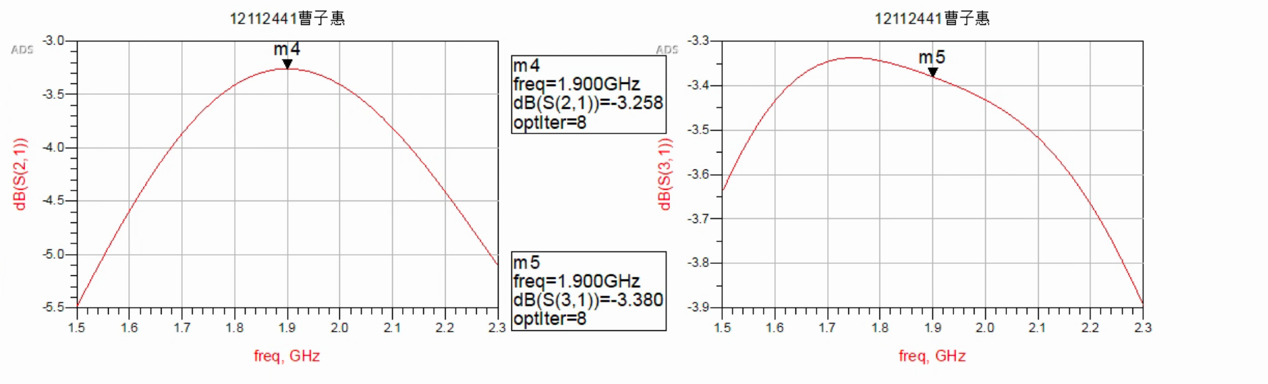 12112441曹子惠
ADS
m4
-3.0
-3.5
-4.0
-4.5
-5.0
-5.5
dB(S(2,1))
1.5
1.6
1.7
1.8
1.9
2.0
2.1
2.2
2.3
freq, GHz
m4
freq=1.900GHz
dB(S(2,1))=-3.258
optIter=8
m5
freq=1.900GHz
dB(S(3,1))=-3.380
optIter=8
12112441曹子惠
ADS
m5
-3.3
-3.4
-3.5
-3.6
-3.7
-3.8
-3.9
dB(S(3,1))
1.5
1.6
1.7
1.8
1.9
2.0
2.1
2.2
2.3
freq, GHz